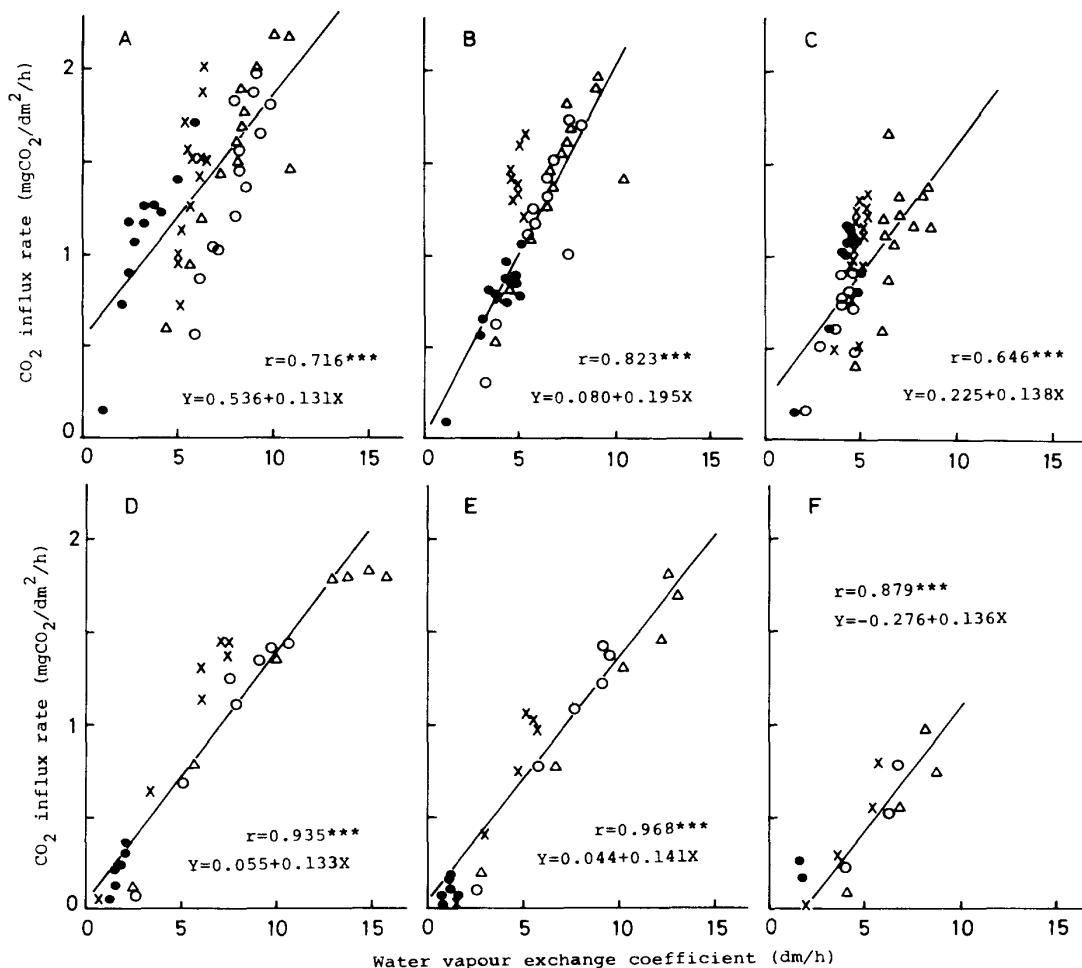 A
B
C
CO₂ influx rate (mgCO₂/dm²/h)
2
1
0
r=0.716***
Y=0.536+0.131X
r=0.823***
Y=0.080+0.195X
r=0.646***
Y=0.225+0.138X
0 5 10 15
0 5 10 15
0 5 10 15
D
E
F
CO₂ influx rate (mgCO₂/dm²/h)
2
1
0
r=0.935***
Y=0.055+0.133X
r=0.968***
Y=0.044+0.141X
r=0.879***
Y=-0.276+0.136X
0 5 10 15
0 5 10 15
0 5 10 15
Water vapour exchange coefficient (dm/h)